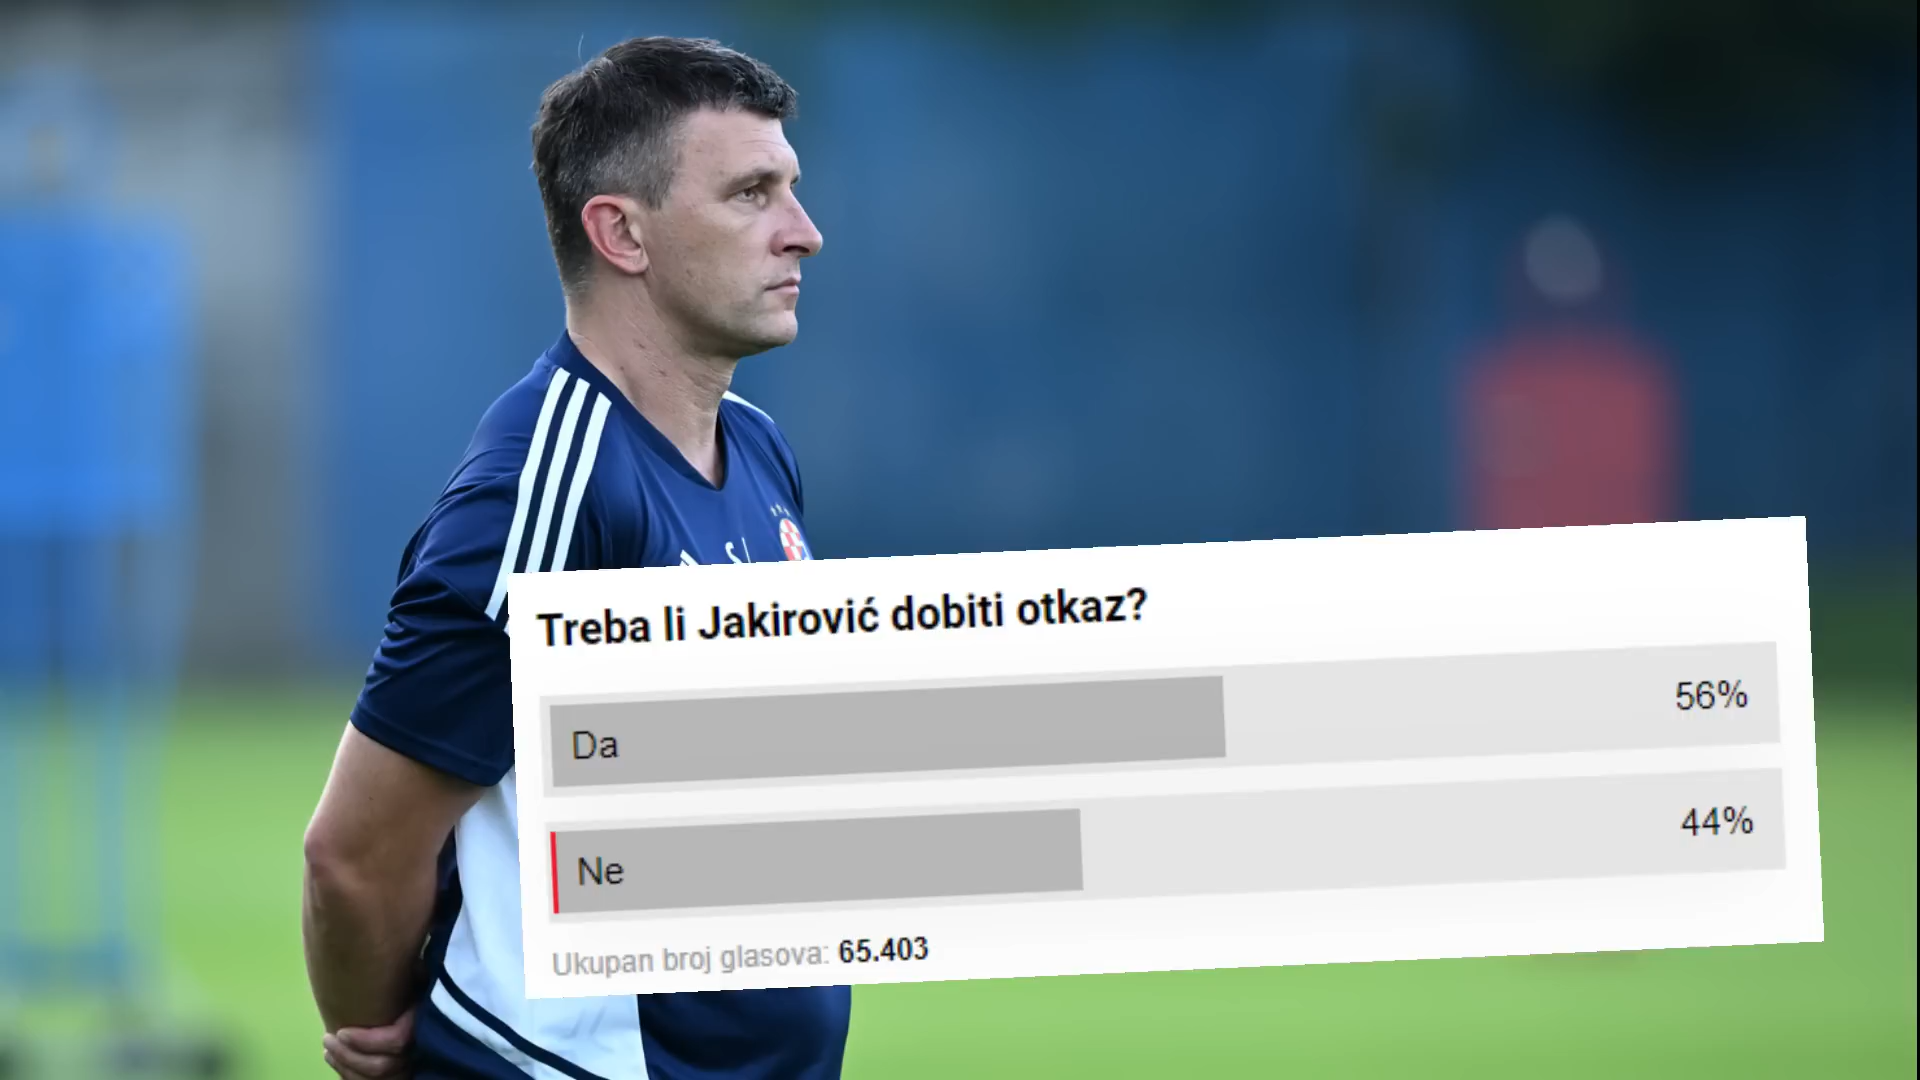 Treba li Jakirović dobiti otkaz?
Da 56%
Ne 44%
Ukupan broj glasova: 65.403